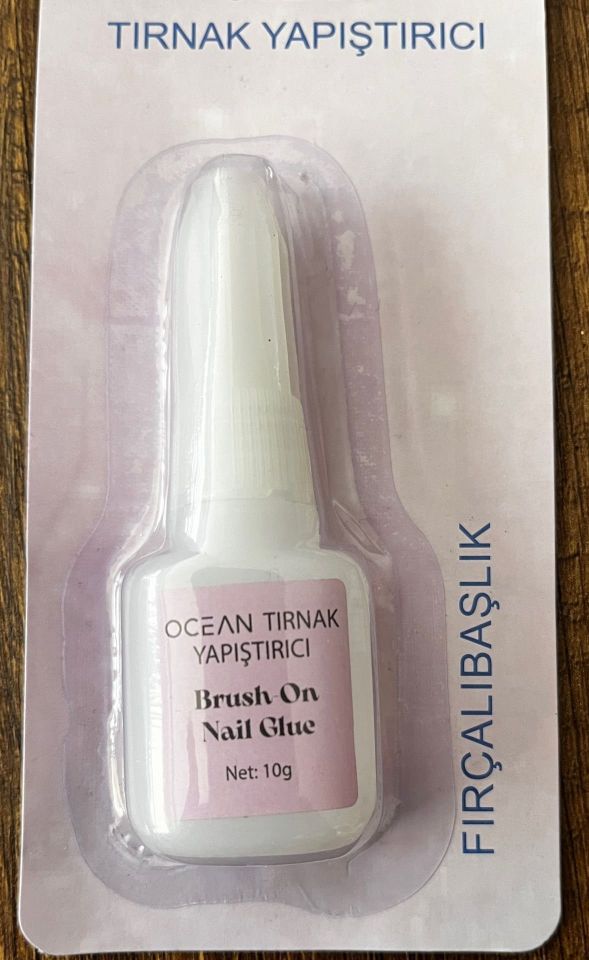 TIRNAK YAPIŞTIRICI
OCEAN TIRNAK
YAPIŞTIRICI
Brush-On
Nail Glue
Net: 10g
FIRÇALIBAŞLIK